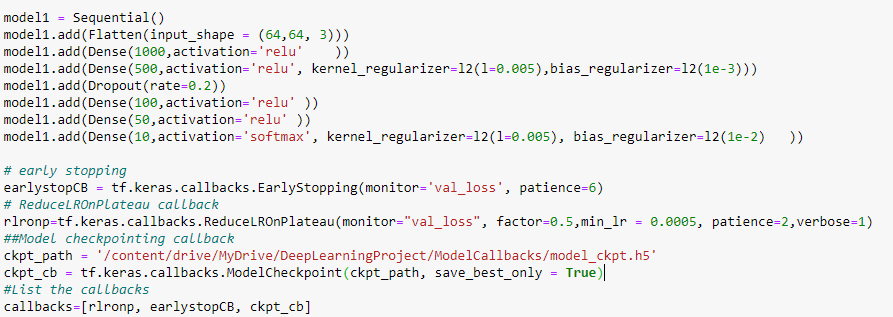 model1 = Sequential()
model1.add(Flatten(input_shape = (64,64, 3)))
model1.add(Dense(1000,activation='relu'    ))
model1.add(Dense(500,activation='relu', kernel_regularizer=l2(l=0.005),bias_regularizer=l2(1e-3)))
model1.add(Dropout(rate=0.2))
model1.add(Dense(100,activation='relu' ))
model1.add(Dense(50,activation='relu' ))
model1.add(Dense(10,activation='softmax', kernel_regularizer=l2(l=0.005), bias_regularizer=l2(1e-2)   ))
# early stopping
earlystopCB = tf.keras.callbacks.EarlyStopping(monitor='val_loss', patience=6)
# ReduceLROnPlateau callback
rlronp=tf.keras.callbacks.ReduceLROnPlateau(monitor="val_loss", factor=0.5,min_lr = 0.0005, patience=2,verbose=1)
##Model checkpointing callback
ckpt_path = '/content/drive/MyDrive/DeepLearningProject/ModelCallbacks/model_ckpt.h5'
ckpt_cb = tf.keras.callbacks.ModelCheckpoint(ckpt_path, save_best_only = True)
#List the callbacks
callbacks=[rlronp, earlystopCB, ckpt_cb]